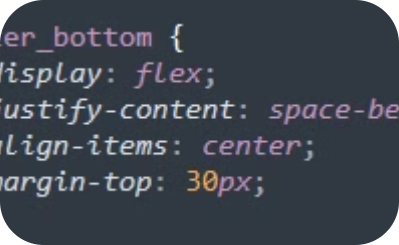 er_bottom {
display: flex;
justify-content: space-be
align-items: center;
margin-top: 30px;